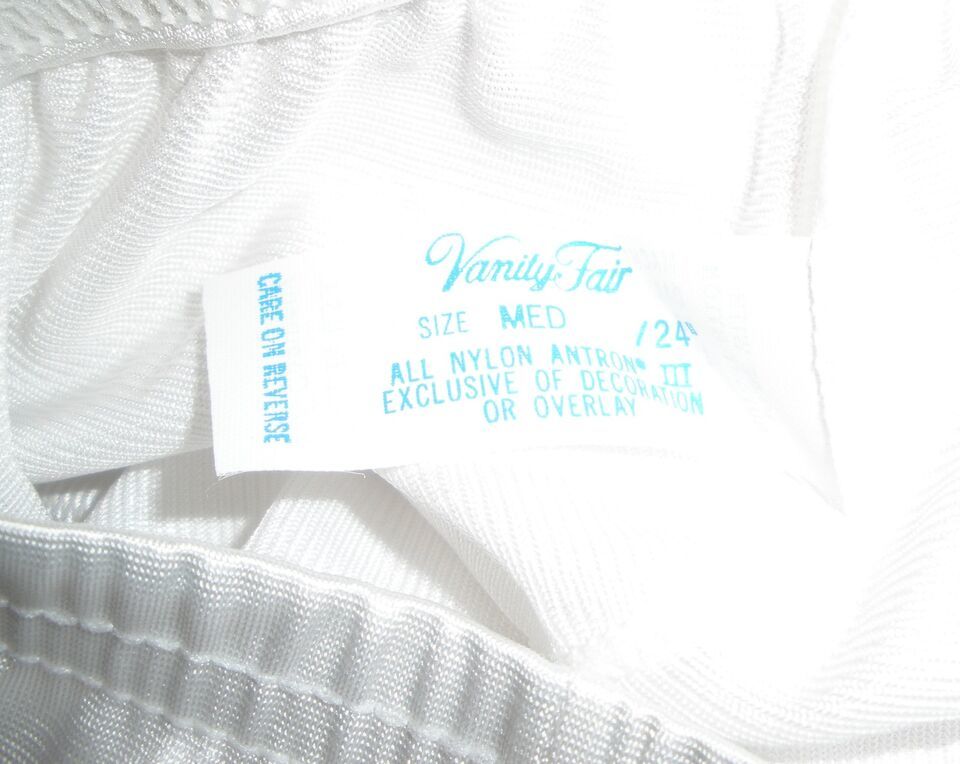 Vanity Fair
SIZE MED /24"
ALL NYLON ANTRON® III
EXCLUSIVE OF DECORATION
OR OVERLAY
CARE ON REVERSE